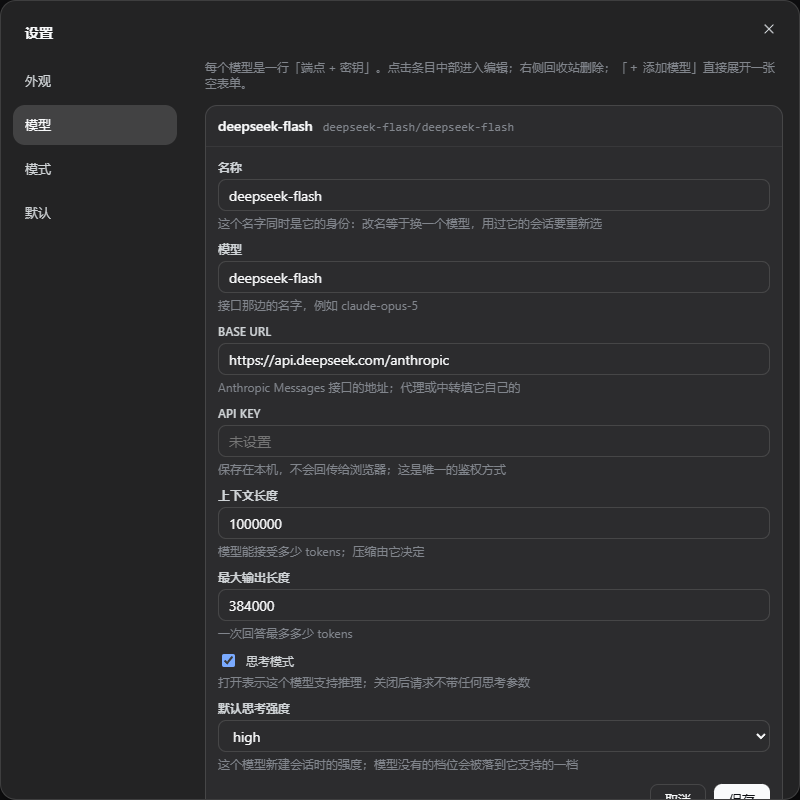 设置
外观
模型
模式
默认
每个模型是一行「端点 + 密钥」。点击条目中部进入编辑；右侧回收站删除；「+ 添加模型」直接展开一张
空表单。
deepseek-flash deepseek-flash/deepseek-flash
名称
deepseek-flash
这个名字同时是它的身份：改名等于换一个模型，用过它的会话要重新选
模型
deepseek-flash
接口那边的名字，例如 claude-opus-5
BASE URL
https://api.deepseek.com/anthropic
Anthropic Messages 接口的地址；代理或中转填它自己的
API KEY
未设置
保存在本机，不会回传给浏览器；这是唯一的鉴权方式
上下文长度
1000000
模型能接受多少 tokens；压缩由它决定
最大输出长度
384000
一次回答最多多少 tokens
思考模式
打开表示这个模型支持推理；关闭后请求不带任何思考参数
默认思考强度
high
这个模型新建会话时的强度；模型没有的档位会被落到它支持的一档
取消 保存